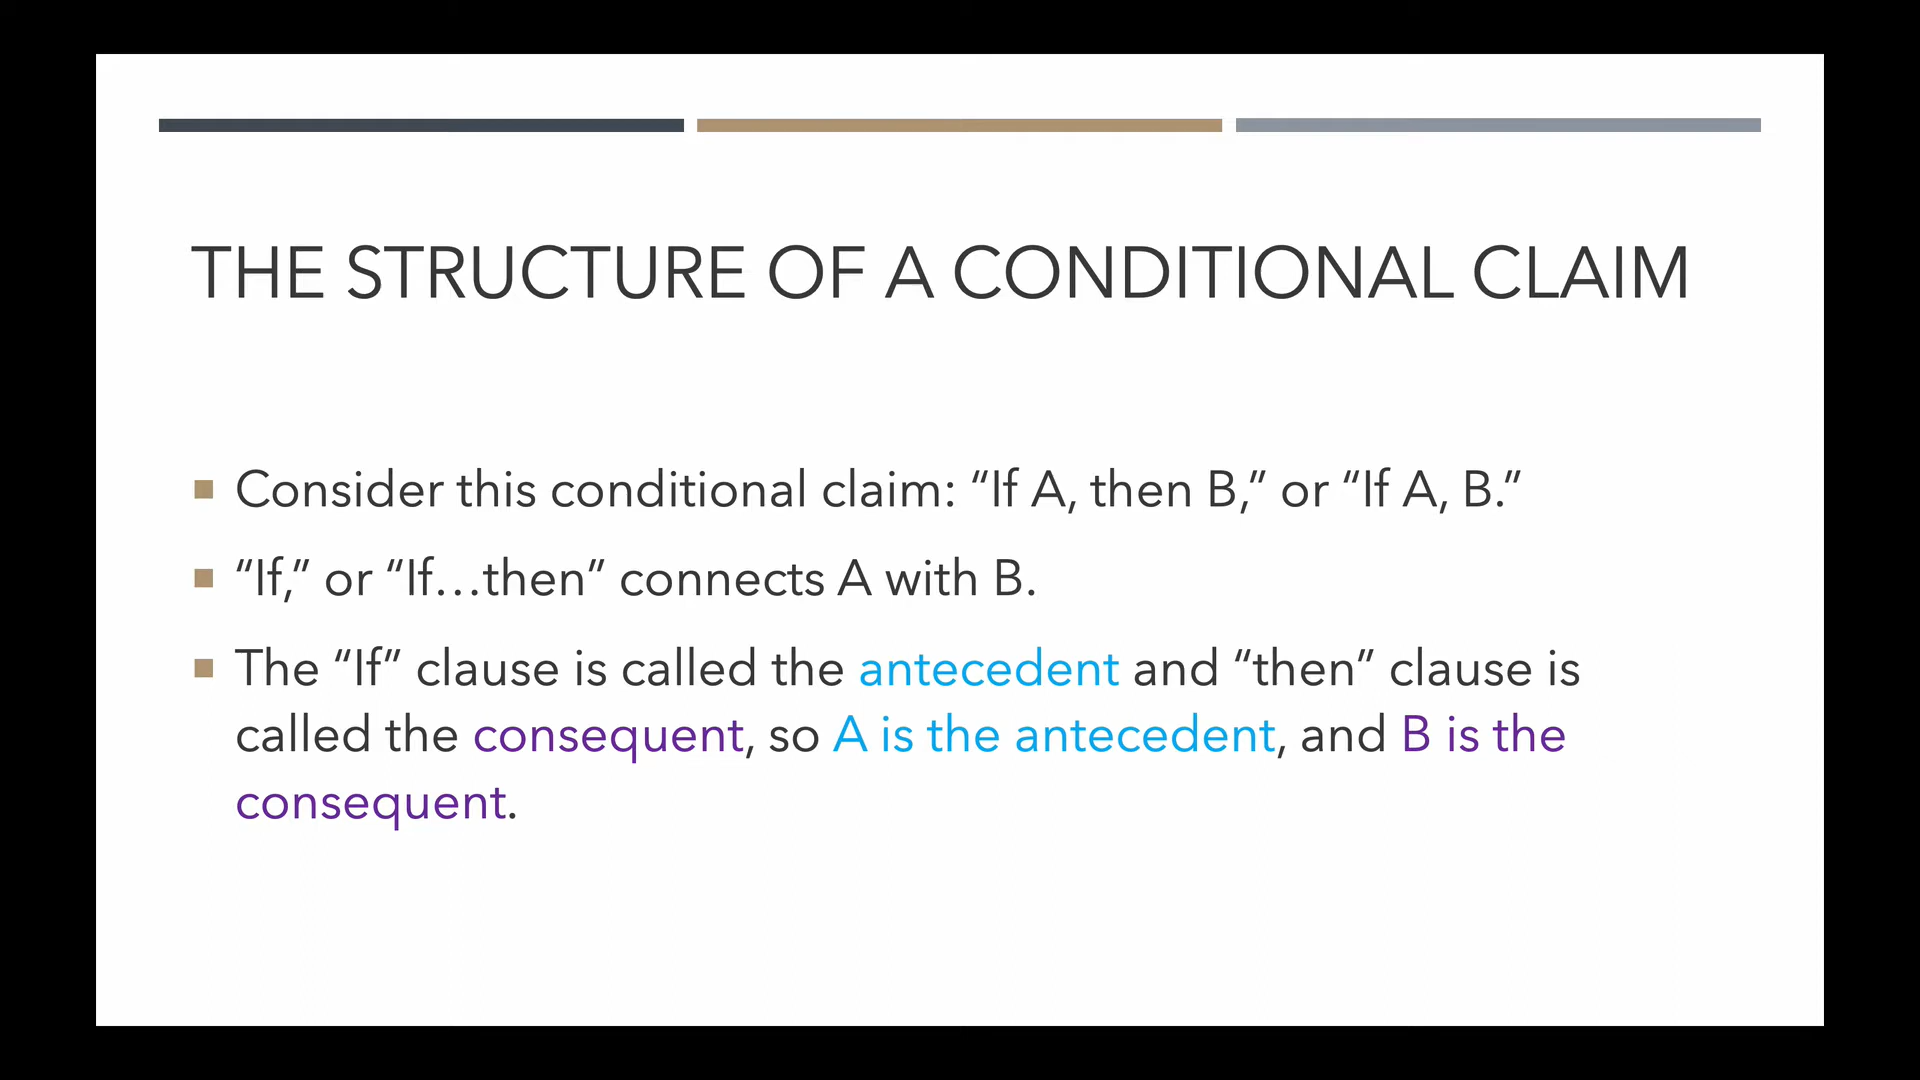 THE STRUCTURE OF A CONDITIONAL CLAIM
Consider this conditional claim: “If A, then B,” or “If A, B.”
“If,” or “If…then” connects A with B.
The “If” clause is called the antecedent and “then” clause is
called the consequent, so A is the antecedent, and B is the
consequent.